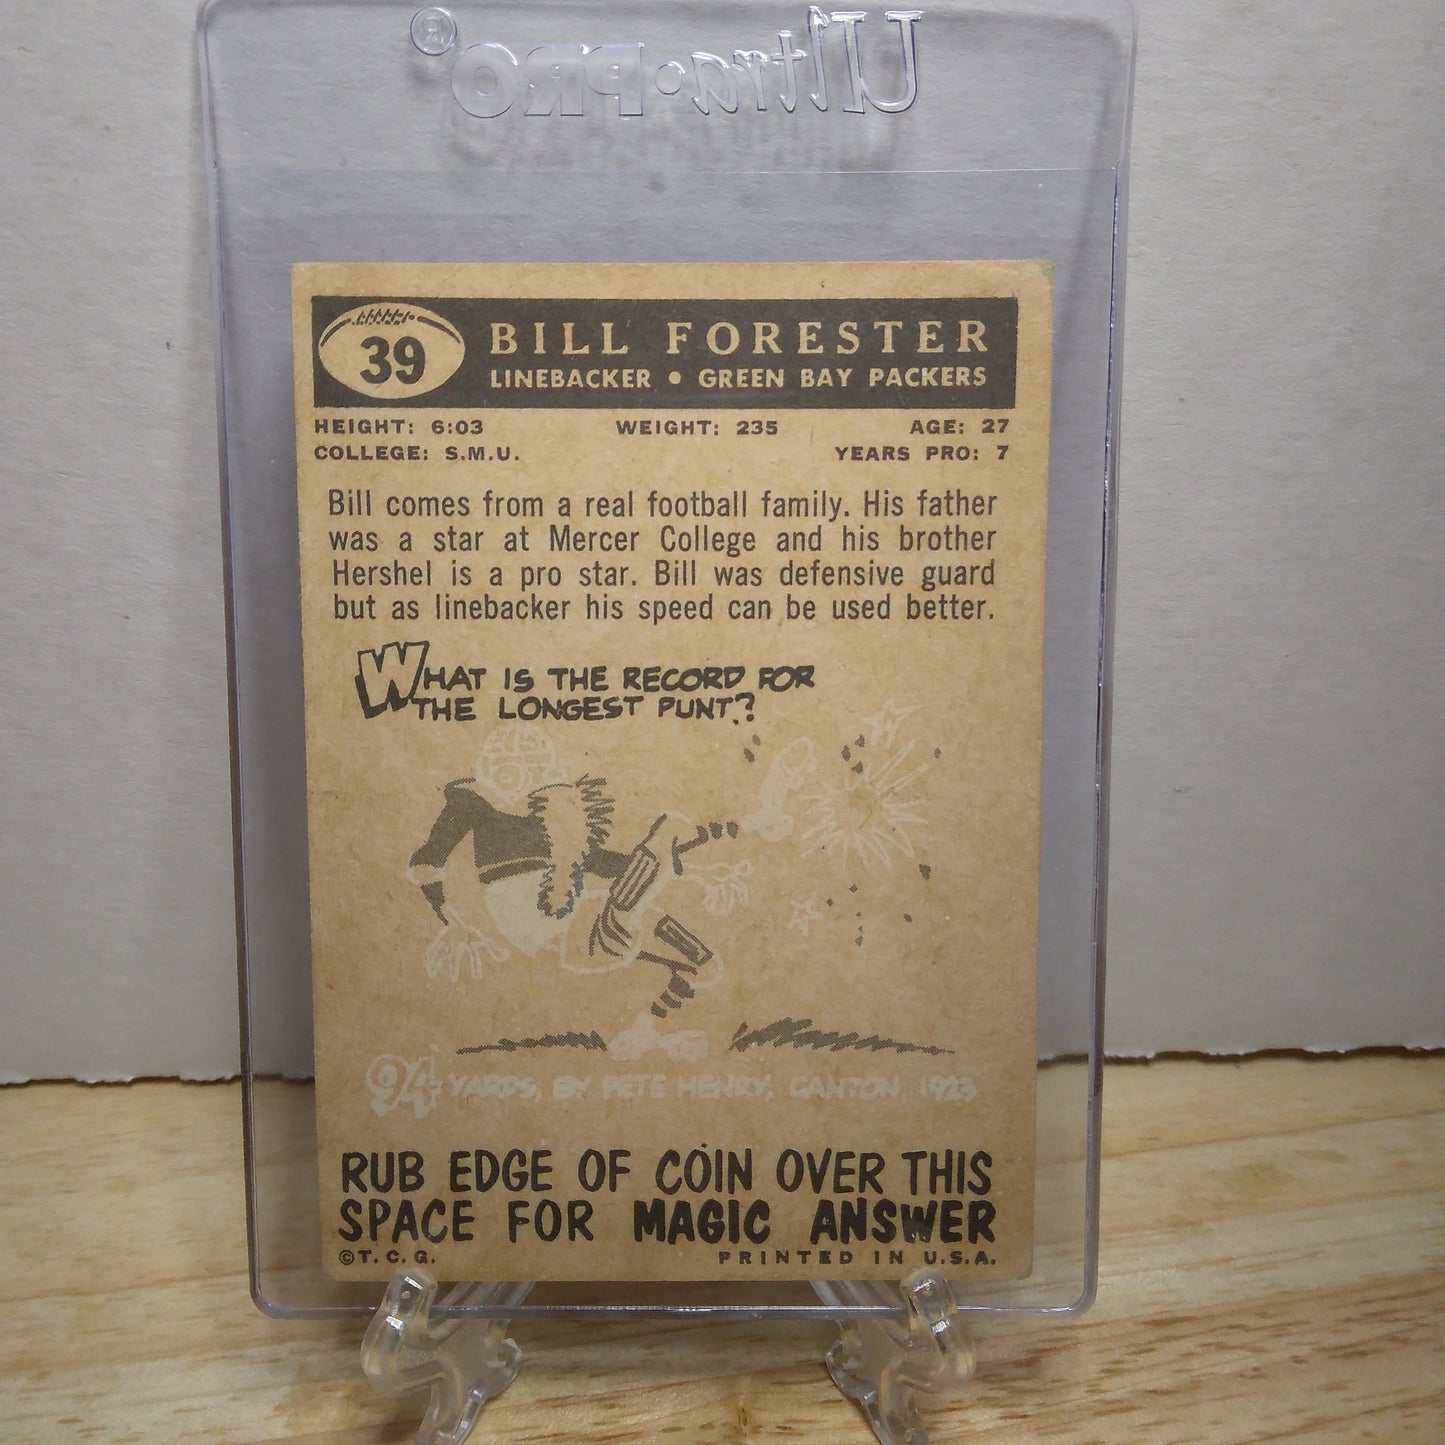 Ultra•PRO®
39
BILL FORESTER
LINEBACKER • GREEN BAY PACKERS
HEIGHT: 6:03 WEIGHT: 235 AGE: 27
COLLEGE: S.M.U. YEARS PRO: 7
Bill comes from a real football family. His father
was a star at Mercer College and his brother
Hershel is a pro star. Bill was defensive guard
but as linebacker his speed can be used better.
WHAT IS THE RECORD FOR
THE LONGEST PUNT?
94 YARDS, BY PETE HENRY, CANTON, 1923
RUB EDGE OF COIN OVER THIS
SPACE FOR MAGIC ANSWER
©T.C.G. PRINTED IN U.S.A.